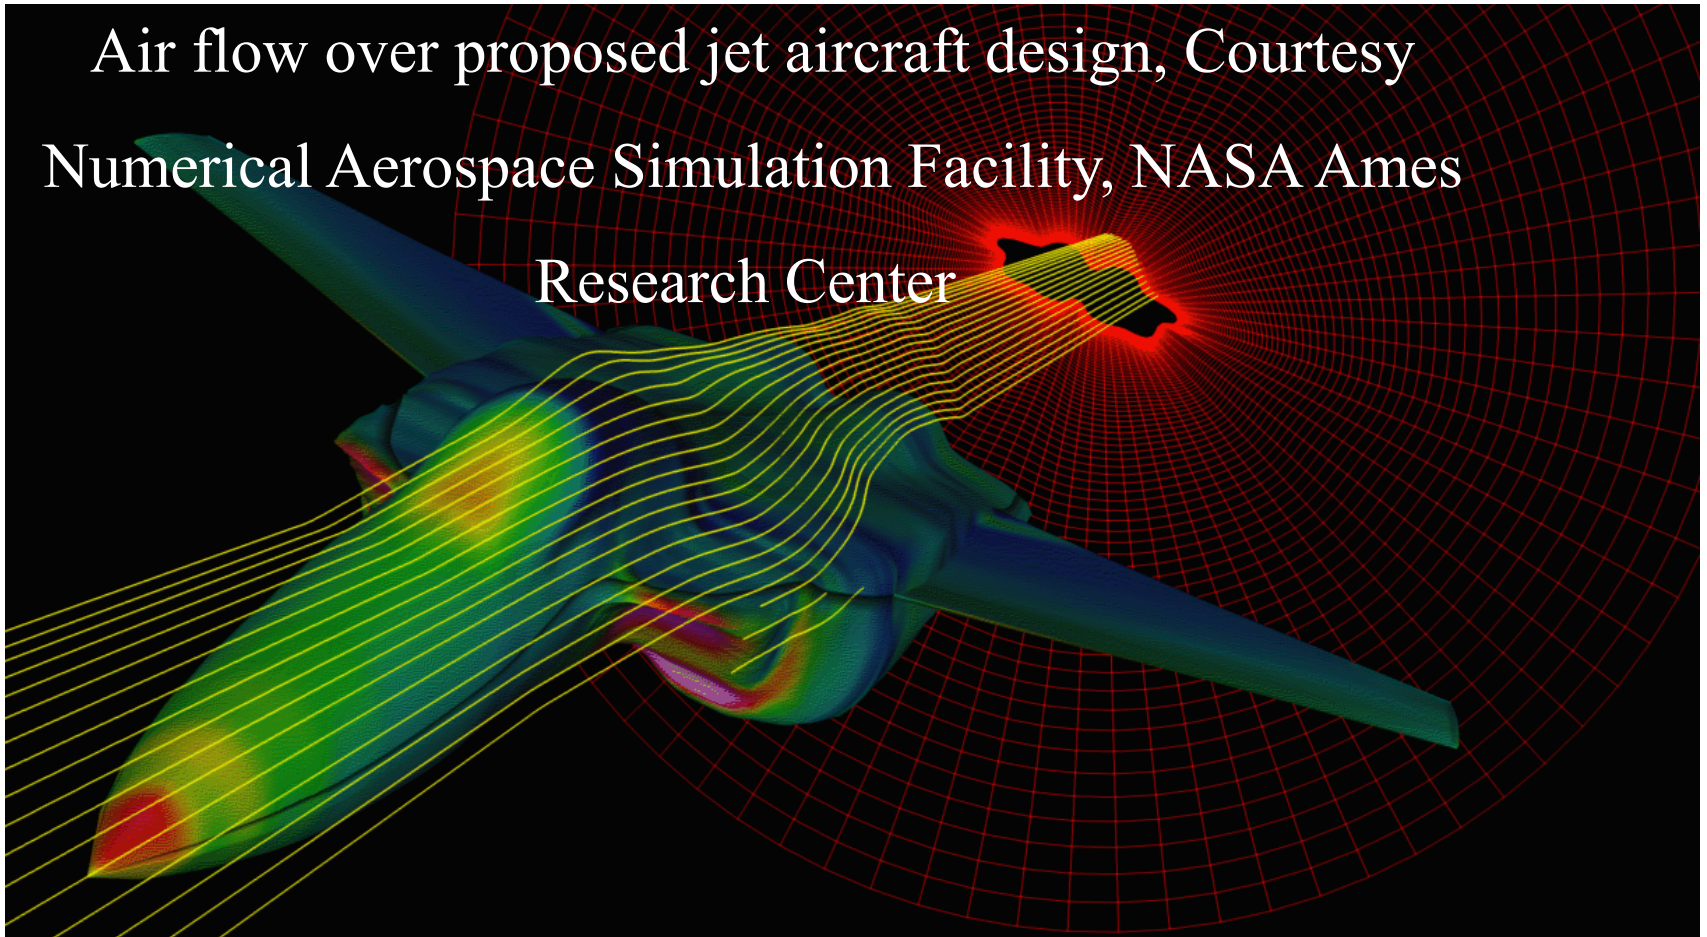 Air flow over proposed jet aircraft design, Courtesy
Numerical Aerospace Simulation Facility, NASA Ames
Research Center